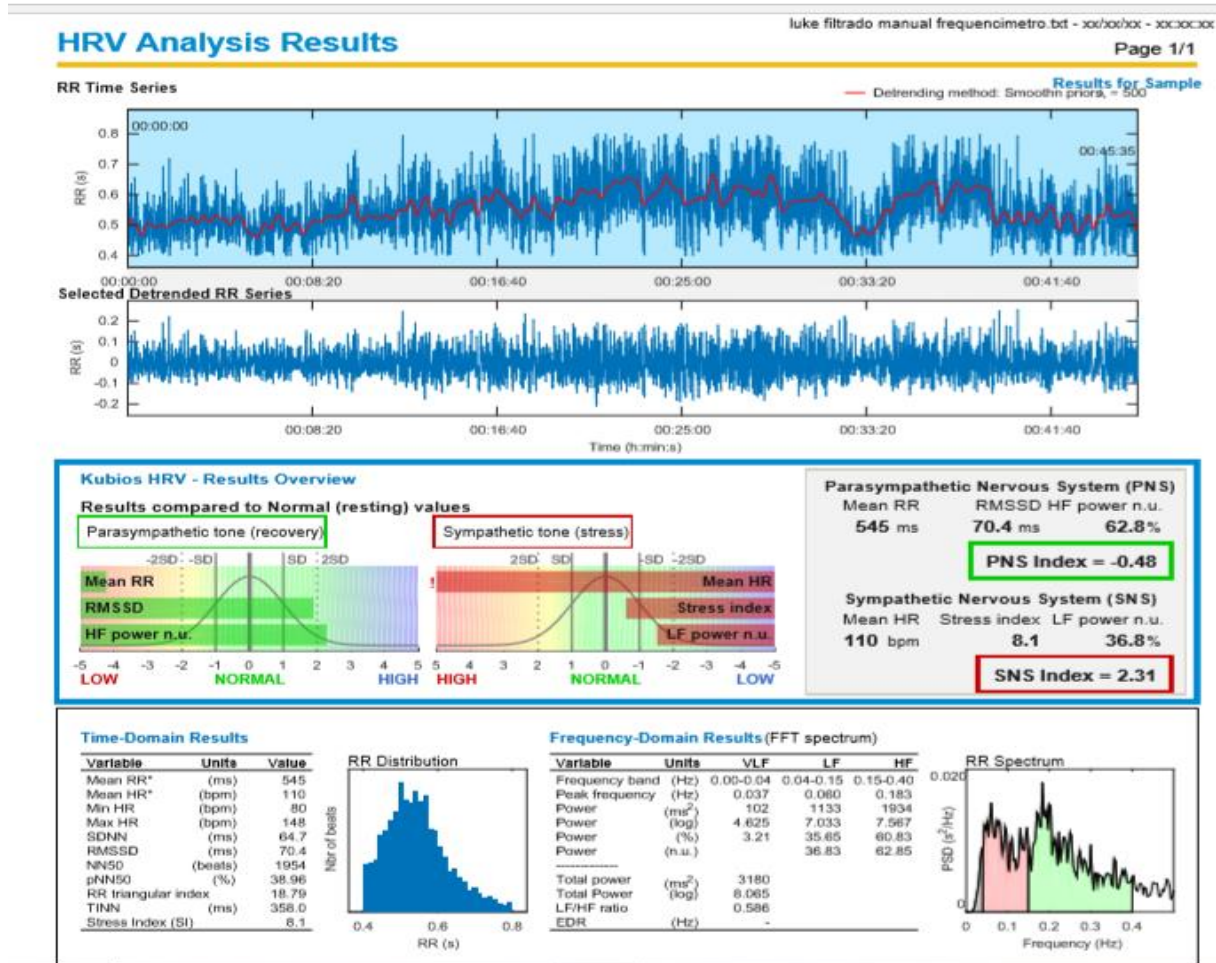 luke filtrado manual frequencimetro.txt - xx/xx/xx - xx:xx:xx
HRV Analysis Results
Page 1/1
RR Time Series
Results for Sample
Detrending method: Smoothn priors, = 500
00:00:00
00:45:35
0.8
0.7
0.6
0.5
0.4
RR (s)
00:00:00 00:08:20 00:16:40 00:25:00 00:33:20 00:41:40
Selected Detrended RR Series
0.2
0.1
0
-0.1
-0.2
RR (s)
00:08:20 00:16:40 00:25:00 00:33:20 00:41:40
Time (h:min:s)
Kubios HRV - Results Overview
Results compared to Normal (resting) values
Parasympathetic tone (recovery)
-2SD -SD SD 2SD
Mean RR
RMSSD
HF power n.u.
-5 -4 -3 -2 -1 0 1 2 3 4 5
LOW NORMAL HIGH
Sympathetic tone (stress)
2SD SD -SD -2SD
Mean HR
Stress index
LF power n.u.
5 4 3 2 1 0 -1 -2 -3 -4 -5
HIGH NORMAL LOW
Parasympathetic Nervous System (PNS)
Mean RR RMSSD HF power n.u.
545 ms 70.4 ms 62.8%
PNS Index = -0.48
Sympathetic Nervous System (SNS)
Mean HR Stress index LF power n.u.
110 bpm 8.1 36.8%
SNS Index = 2.31
Time-Domain Results
Variable Units Value
Mean RR* (ms) 545
Mean HR* (bpm) 110
Min HR (bpm) 80
Max HR (bpm) 148
SDNN (ms) 64.7
RMSSD (ms) 70.4
NN50 (beats) 1954
pNN50 (%) 38.96
RR triangular index 18.79
TINN (ms) 358.0
Stress Index (SI) 8.1
RR Distribution
Nbr of beats
0.4 0.6 0.8
RR (s)
Frequency-Domain Results (FFT spectrum)
Variable Units VLF LF HF
Frequency band (Hz) 0.00-0.04 0.04-0.15 0.15-0.40
Peak frequency (Hz) 0.037 0.060 0.183
Power (ms2) 102 1133 1934
Power (log) 4.625 7.033 7.567
Power (%) 3.21 35.65 60.83
Power (n.u.) 36.83 62.85
Total power (ms2) 3180
Total Power (log) 8.065
LF/HF ratio 0.586
EDR (Hz) -
RR Spectrum
0.020
0
PSD (s2/Hz)
0 0.1 0.2 0.3 0.4
Frequency (Hz)